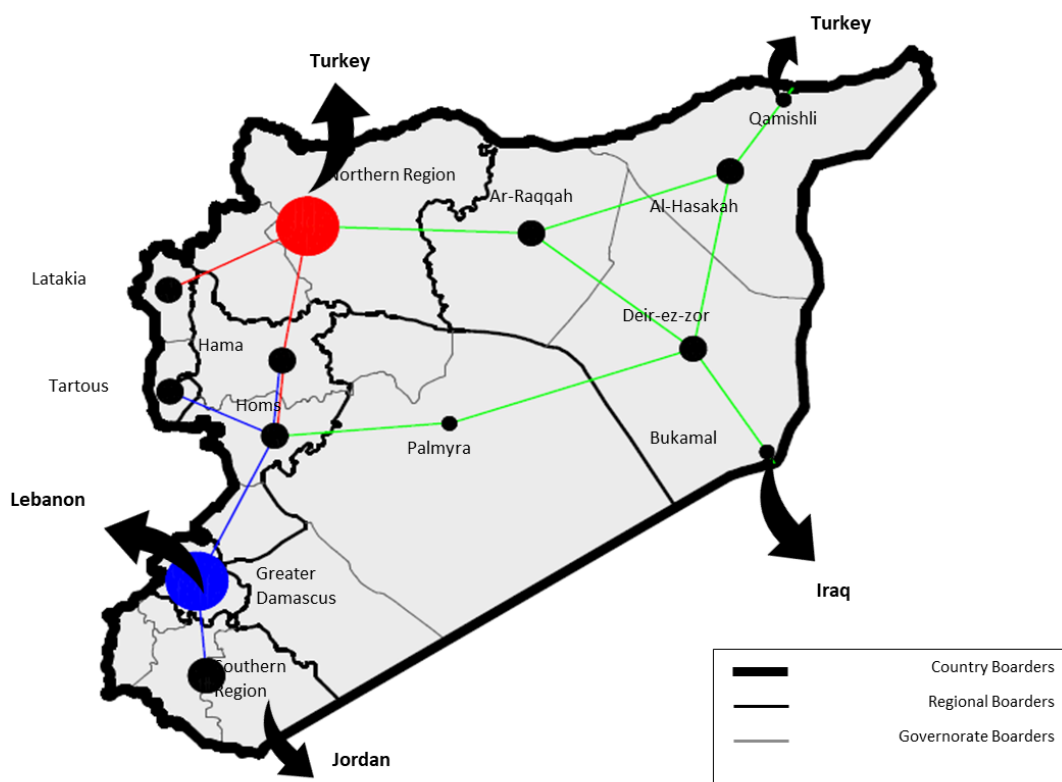 Turkey
Turkey
Qamishli
Northern Region
Ar-Raqqah
Al-Hasakah
Latakia
Deir-ez-zor
Hama
Tartous
Homs
Bukamal
Palmyra
Lebanon
Greater
Damascus
Iraq
Southern
Region
Jordan
Country Boarders
Regional Boarders
Governorate Boarders